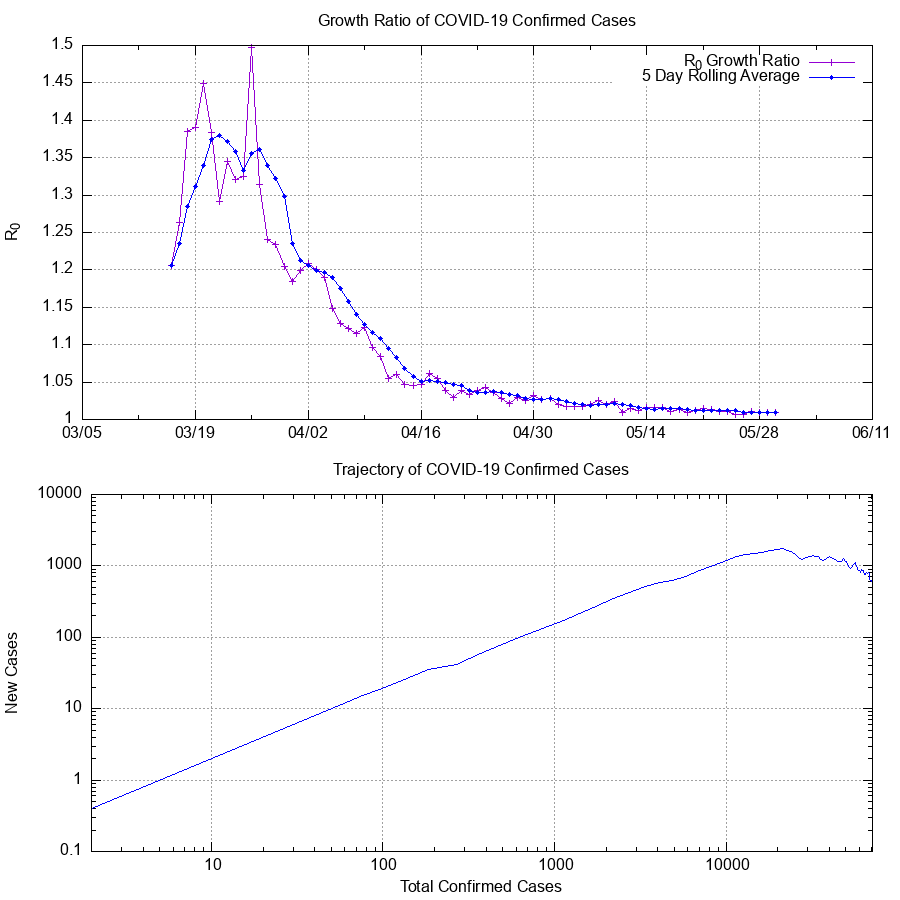 Growth Ratio of COVID-19 Confirmed Cases
1.5
1.45
1.4
1.35
1.3
1.25
1.2
1.15
1.1
1.05
1
R0
R0 Growth Ratio
5 Day Rolling Average
03/05 03/19 04/02 04/16 04/30 05/14 05/28 06/11
Trajectory of COVID-19 Confirmed Cases
10000
1000
100
10
1
0.1
New Cases
10 100 1000 10000
Total Confirmed Cases